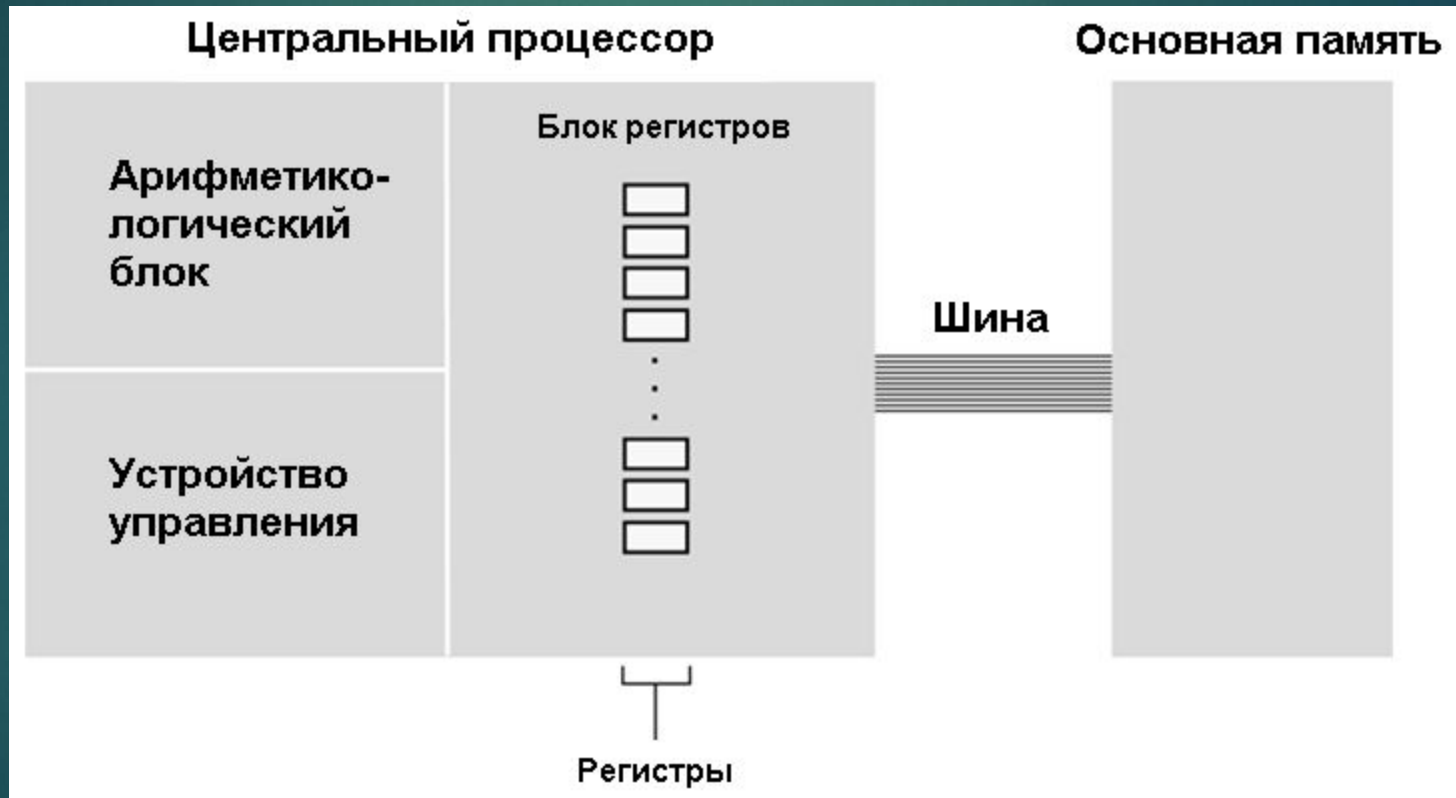 Центральный процессор
Основная память
Блок регистров
Арифметико-
логический
блок
Шина
Устройство
управления
Регистры